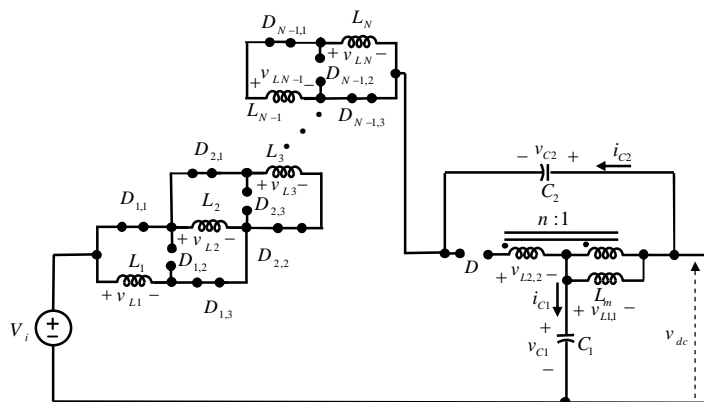 D_{N-1,1} L_N
+ v_{LN} −
+ v_{LN-1} − D_{N-1,2}
L_{N-1} D_{N-1,3}
D_{2,1} L_3
+ v_{L3} −
D_{1,1} L_2 D_{2,3}
+ v_{L2} −
L_1 D_{1,2} D_{2,2}
+ v_{L1} − D_{1,3}
V_i + −
− v_{C2} + i_{C2}
C_2
n : 1
D + v_{L2,2} −
i_{C1} L_m
+ v_{L1,1} −
+ v_{C1} − C_1
v_{dc}